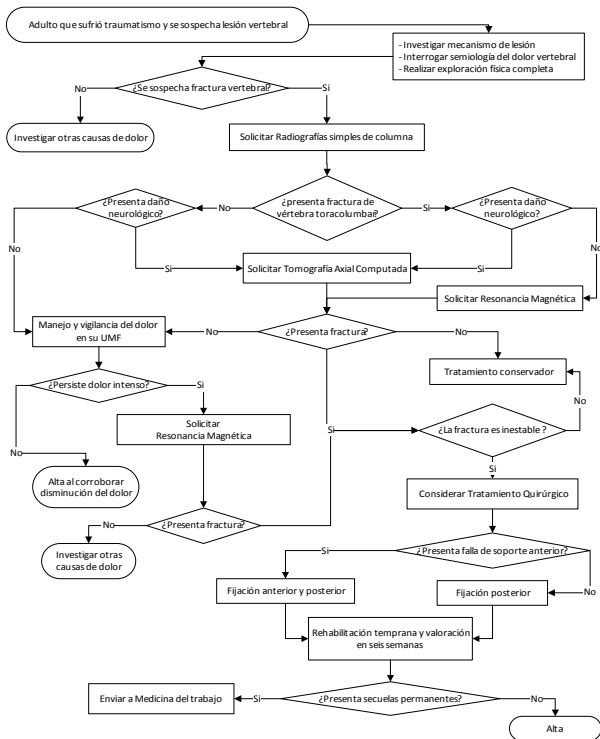 Adulto que sufrió traumatismo y se sospecha lesión vertebral
- Investigar mecanismo de lesión
- Interrogar semiología del dolor vertebral
- Realizar exploración física completa
No
¿Se sospecha fractura vertebral?
Si
Investigar otras causas de dolor
Solicitar Radiografías simples de columna
¿Presenta daño
neurológico?
No
¿presenta fractura de
vértebra toracolumbar?
Si
¿Presenta daño
neurológico?
No
No
Si
Solicitar Tomografía Axial Computada
Si
Solicitar Resonancia Magnética
Manejo y vigilancia del dolor
en su UMF
No
¿Presenta fractura?
No
Tratamiento conservador
¿Persiste dolor intenso?
Si
No
Solicitar
Resonancia Magnética
Si
¿La fractura es inestable ?
No
Si
Alta al corroborar
disminución del dolor
Considerar Tratamiento Quirúrgico
No
¿Presenta fractura?
Investigar otras
causas de dolor
Si
¿Presenta falla de soporte anterior?
No
Fijación anterior y posterior
Fijación posterior
Rehabilitación temprana y valoración
en seis semanas
Enviar a Medicina del trabajo
Si
¿Presenta secuelas permanentes?
No
Alta